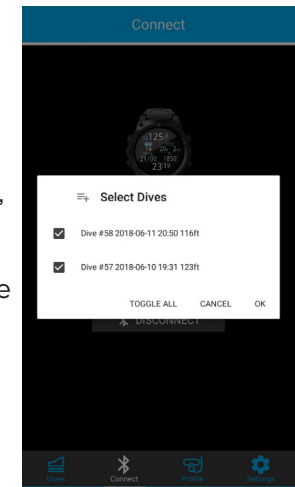 Connect
125
Select Dives
,
Dive #58 2018-06-11 20:50 116ft
Dive #57 2018-06-10 19:31 123ft
e
TOGGLE ALL CANCEL OK
DISCONNECT
Dives Connect Profile Settings